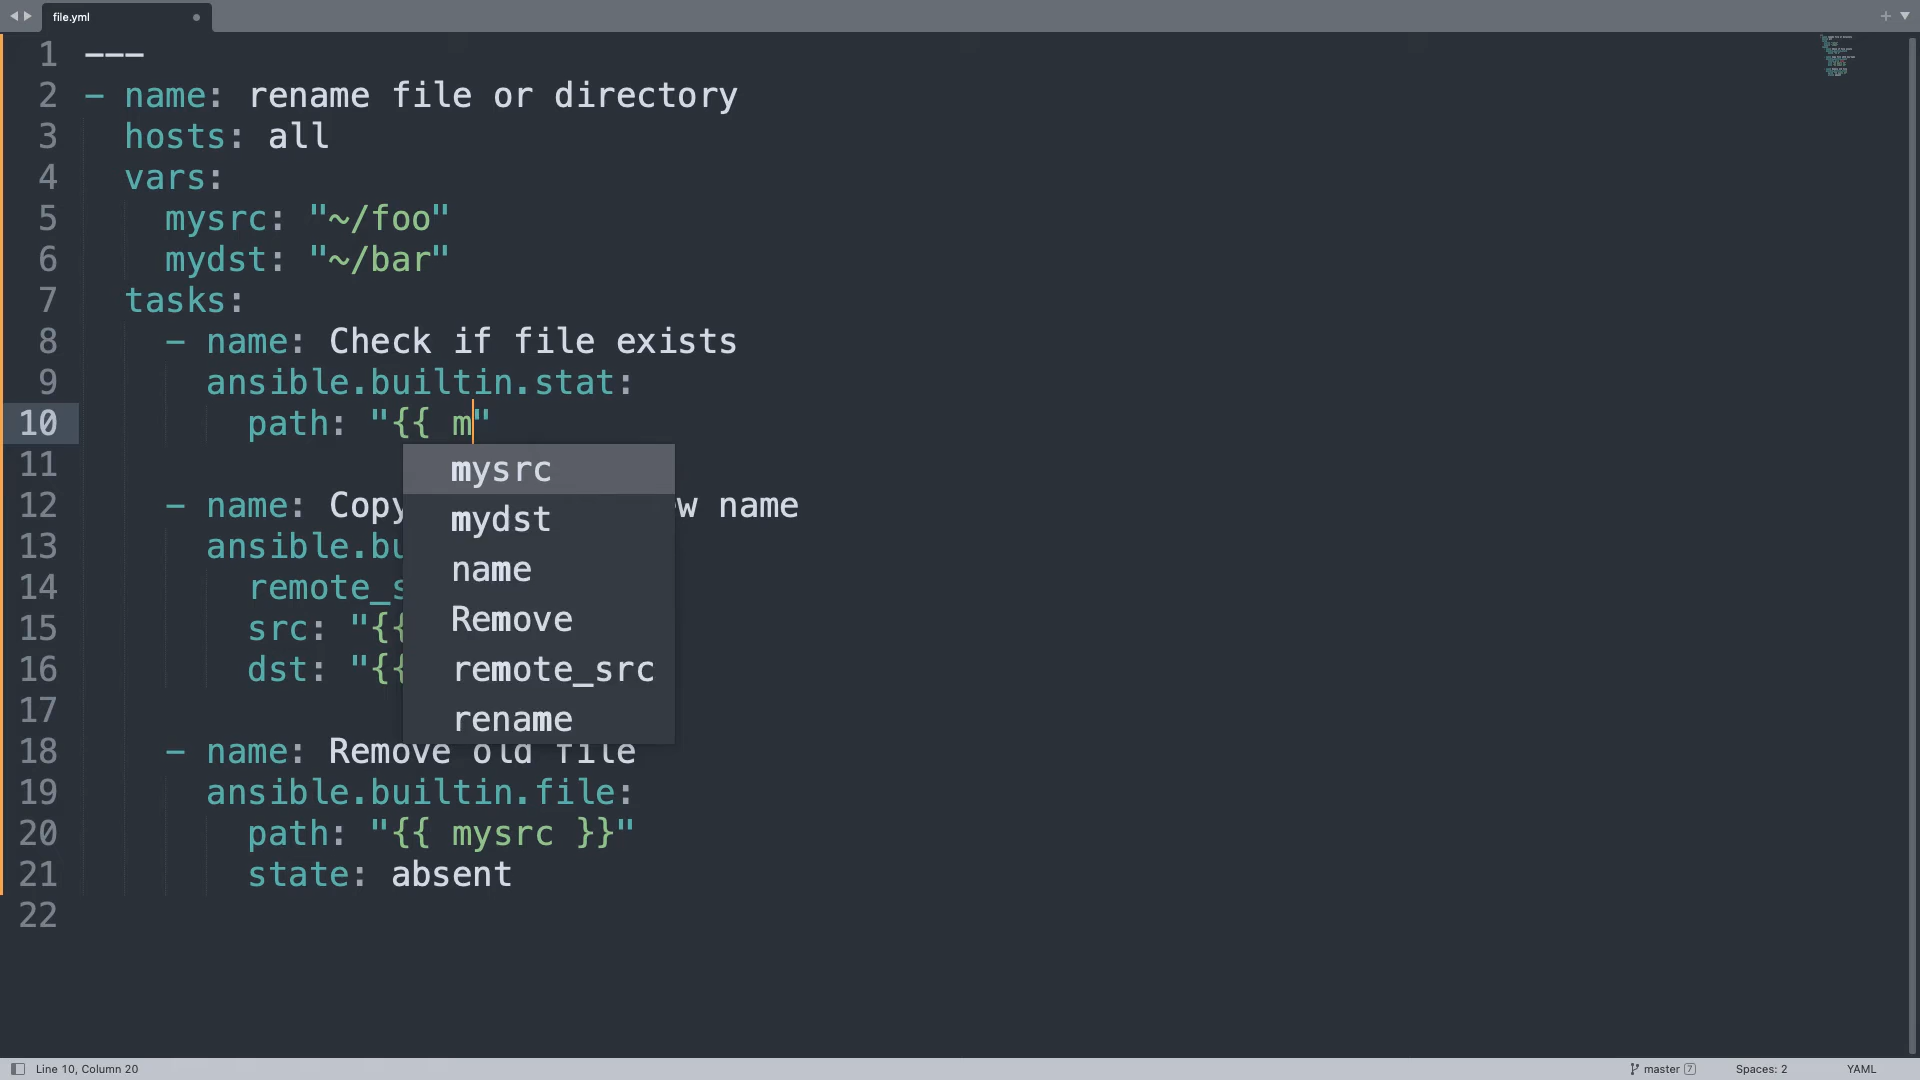 file.yml
1 ---
2 - name: rename file or directory
3 hosts: all
4 vars:
5 mysrc: "~/foo"
6 mydst: "~/bar"
7 tasks:
8 - name: Check if file exists
9 ansible.builtin.stat:
10 path: "{{ m"
11
mysrc
12 - name: Copy w name
mydst
13 ansible.bu
name
14 remote_s
15 src: "{{
Remove
16 dst: "{{
remote_src
17
rename
18 - name: Remove old file
19 ansible.builtin.file:
20 path: "{{ mysrc }}"
21 state: absent
22
Line 10, Column 20
master 7
Spaces: 2
YAML